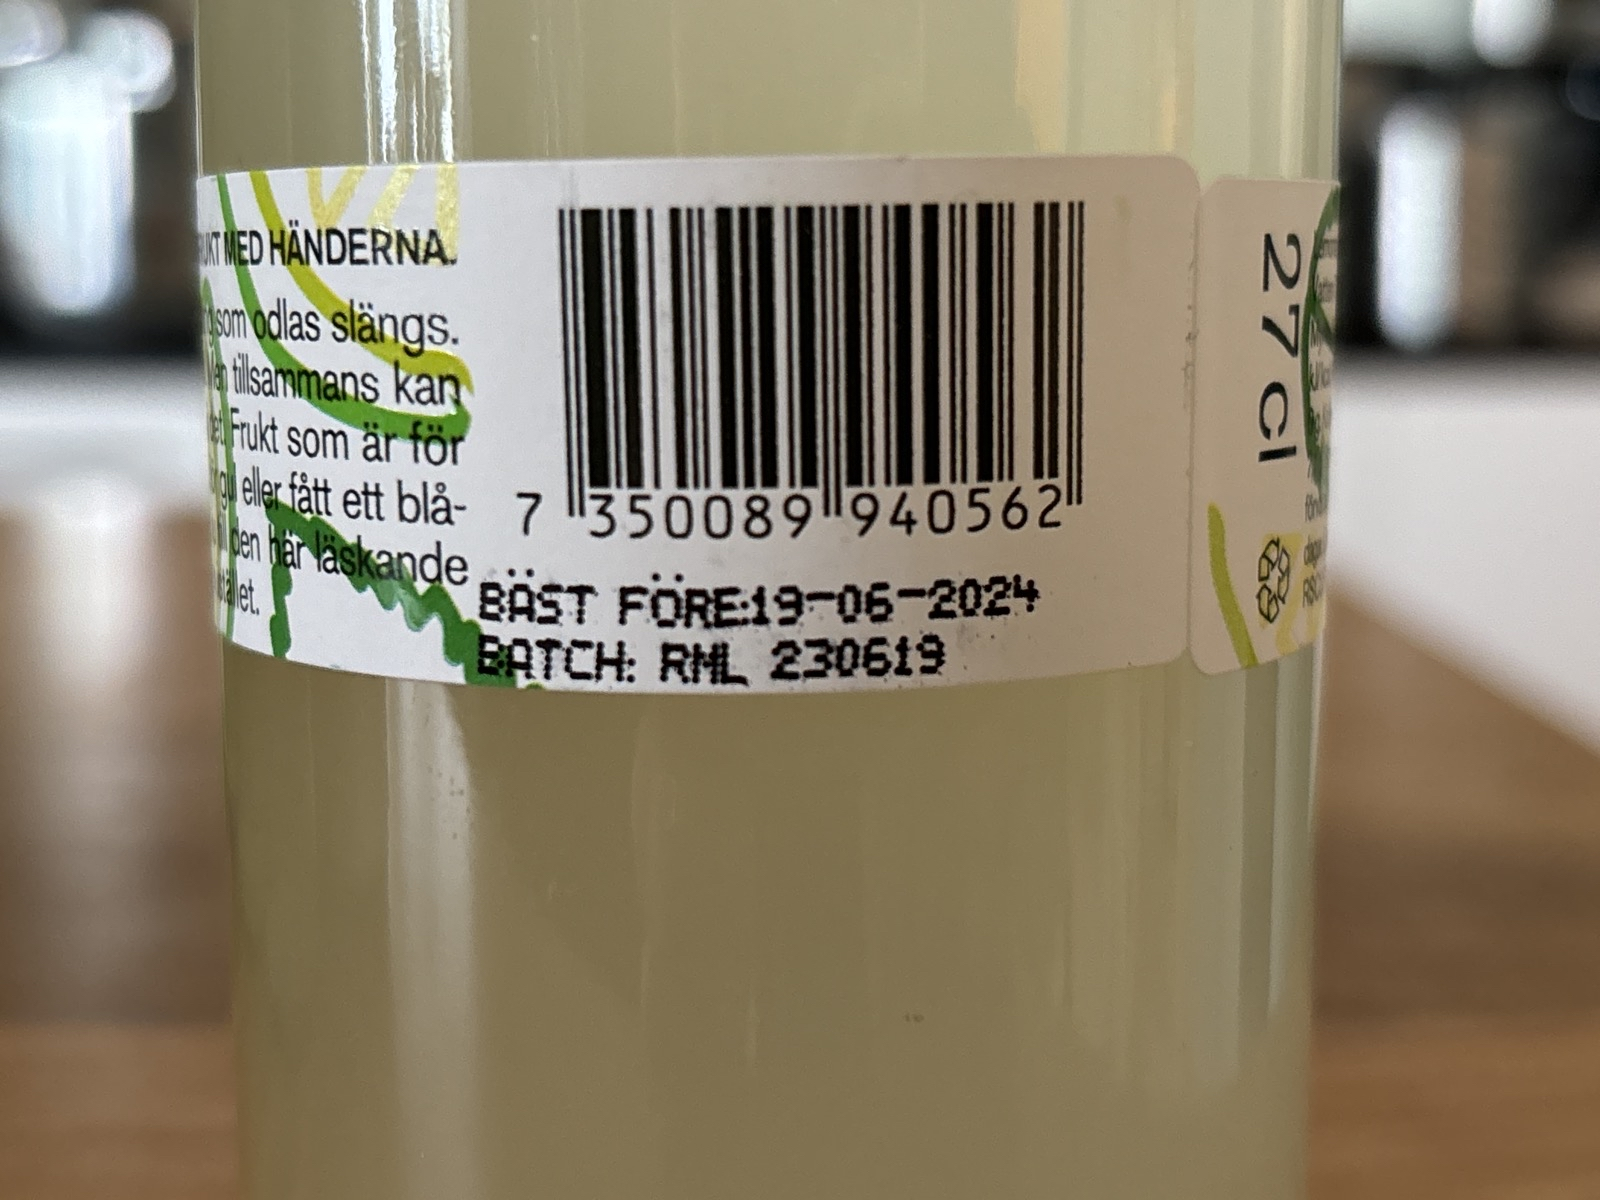 MED HÄNDERNA.
som odlas slängs.
tillsammans kan
Frukt som är för
eller fått ett blå-
den här läskande
7 350089 940562
BÄST FÖRE:19-06-2024
BATCH: RML 230619
27 cl